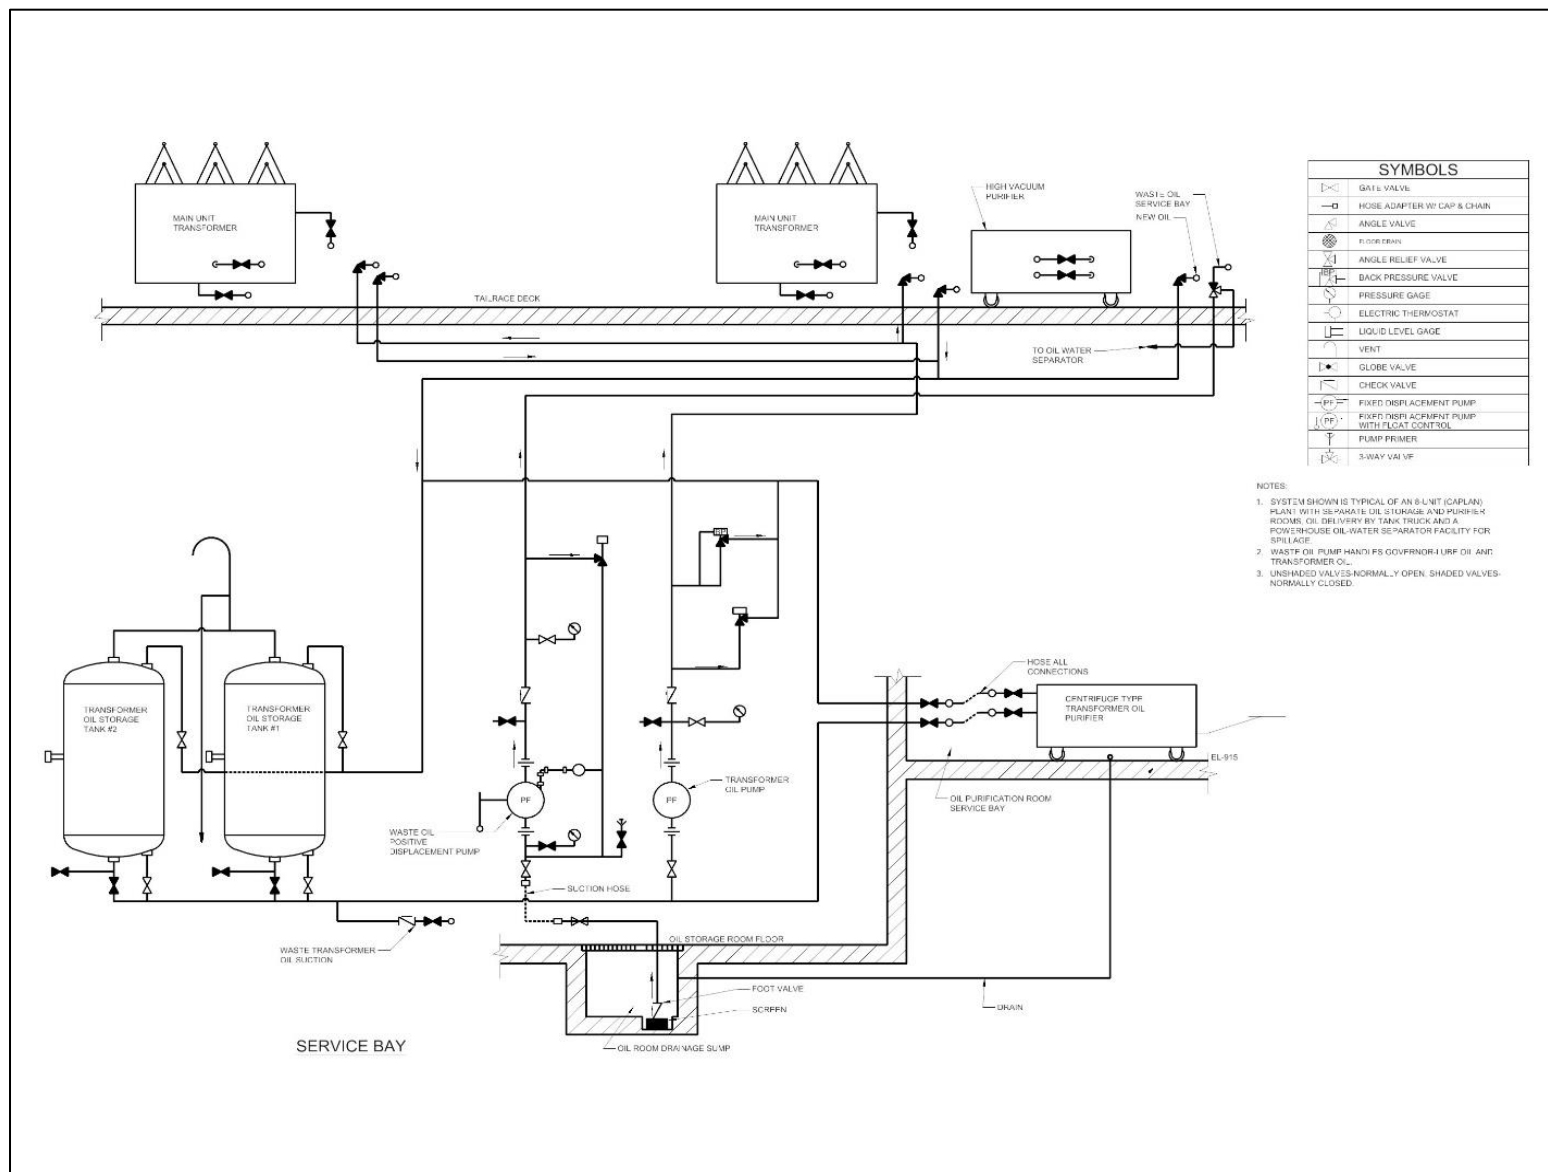 MAIN UNIT
TRANSFORMER
MAIN UNIT
TRANSFORMER
HIGH VACUUM
PURIFIER
WASTE OIL
SERVICE BAY
NEW OIL
TAILRACE DECK
TO OIL WATER
SEPARATOR
SYMBOLS
GATE VALVE
HOSE ADAPTER W/ CAP & CHAIN
ANGLE VALVE
FLOOR DRAIN
ANGLE RELIEF VALVE
BP
BACK PRESSURE VALVE
PRESSURE GAGE
ELECTRIC THERMOSTAT
LIQUID LEVEL GAGE
VENT
GLOBE VALVE
CHECK VALVE
PF
FIXED DISPLACEMENT PUMP
PF
FIXED DISPLACEMENT PUMP
WITH FLOAT CONTROL
PUMP PRIMER
3-WAY VALVE
NOTES:
1. SYSTEM SHOWN IS TYPICAL OF AN 8-UNIT (CAPLAN)
PLANT WITH SEPARATE OIL STORAGE AND PURIFIER
ROOMS, OIL DELIVERY BY TANK TRUCK AND A
POWERHOUSE OIL-WATER SEPARATOR FACILITY FOR
SPILLAGE.
2. WASTE OIL PUMP HANDLES GOVERNOR-LUBE OIL AND
TRANSFORMER OIL.
3. UNSHADED VALVES-NORMALLY OPEN, SHADED VALVES-
NORMALLY CLOSED.
BP
TRANSFORMER
OIL STORAGE
TANK #2
TRANSFORMER
OIL STORAGE
TANK #1
HOSE ALL
CONNECTIONS
CENTRIFUGE TYPE
TRANSFORMER OIL
PURIFIER
EL-915
PF
PF
TRANSFORMER
OIL PUMP
OIL PURIFICATION ROOM
SERVICE BAY
WASTE OIL
POSITIVE
DISPLACEMENT PUMP
SUCTION HOSE
WASTE TRANSFORMER
OIL SUCTION
OIL STORAGE ROOM FLOOR
FOOT VALVE
SCREEN
DRAIN
OIL ROOM DRAINAGE SUMP
SERVICE BAY